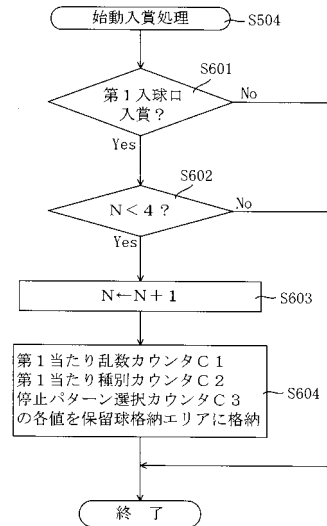 始動入賞処理
S504
S601
第１入球口
入賞？
No
Yes
S602
N＜4？
No
Yes
N←N＋1
S603
第１当たり乱数カウンタC1
第１当たり種別カウンタC2
停止パターン選択カウンタC3
の各値を保留球格納エリアに格納
S604
終 了